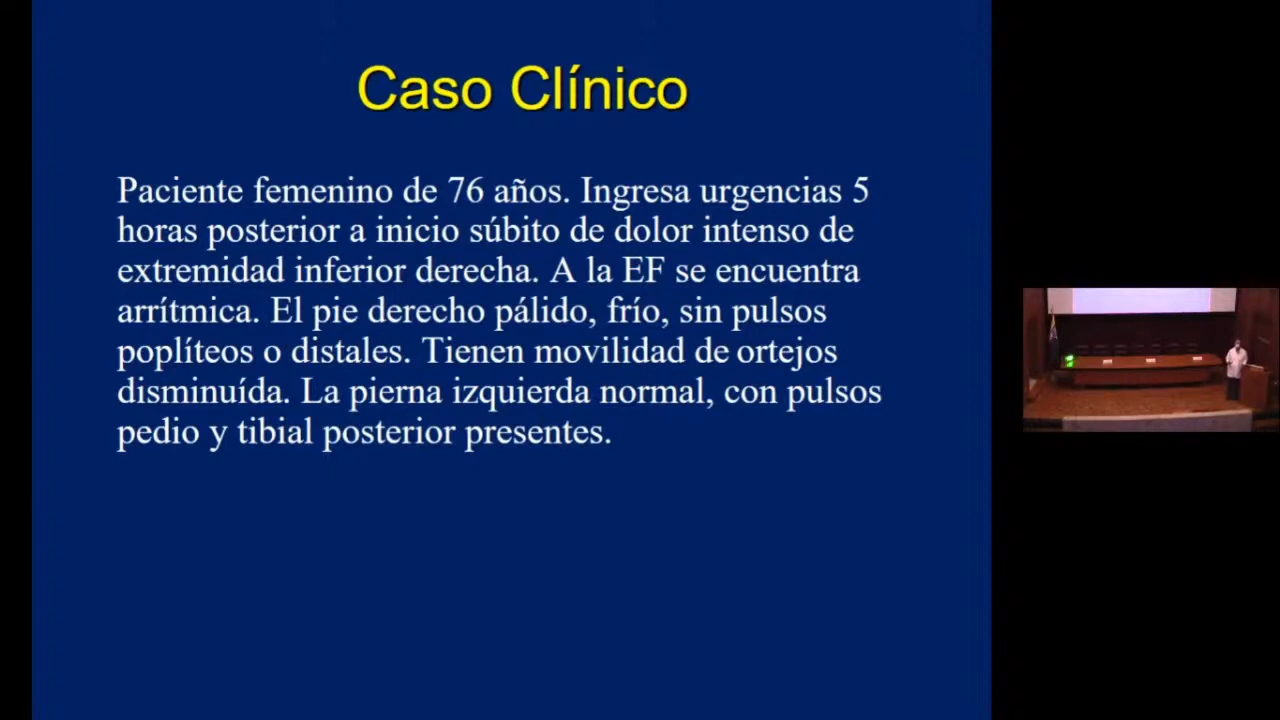 Caso Clínico
Paciente femenino de 76 años. Ingresa urgencias 5
horas posterior a inicio súbito de dolor intenso de
extremidad inferior derecha. A la EF se encuentra
arrítmica. El pie derecho pálido, frío, sin pulsos
poplíteos o distales. Tienen movilidad de ortejos
disminuída. La pierna izquierda normal, con pulsos
pedio y tibial posterior presentes.